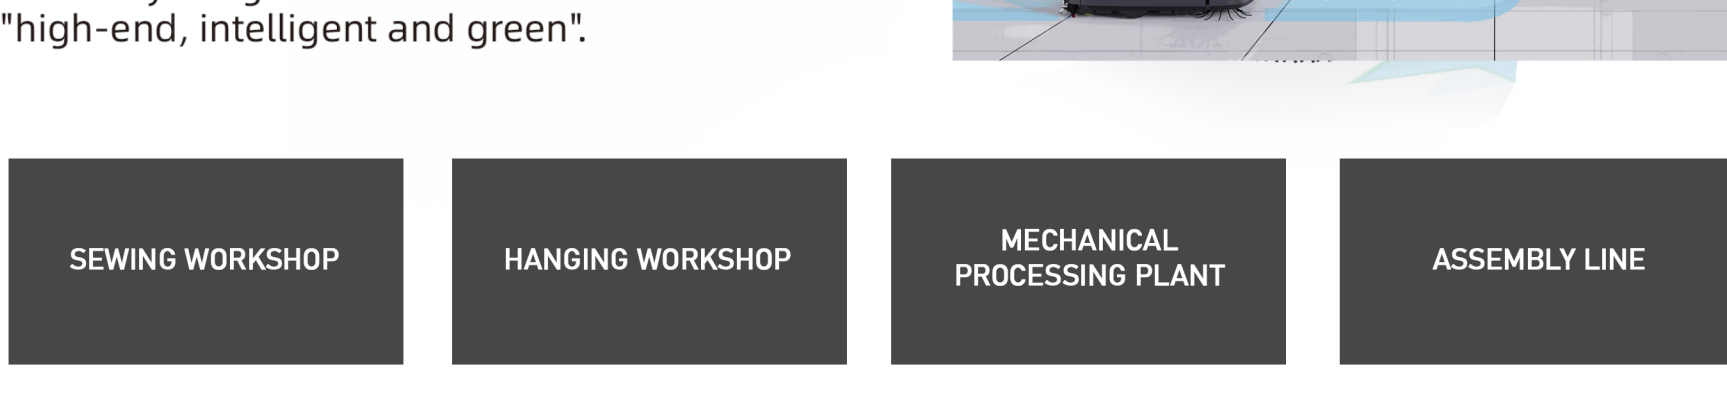 "high-end, intelligent and green".
SEWING WORKSHOP
HANGING WORKSHOP
MECHANICAL
PROCESSING PLANT
ASSEMBLY LINE